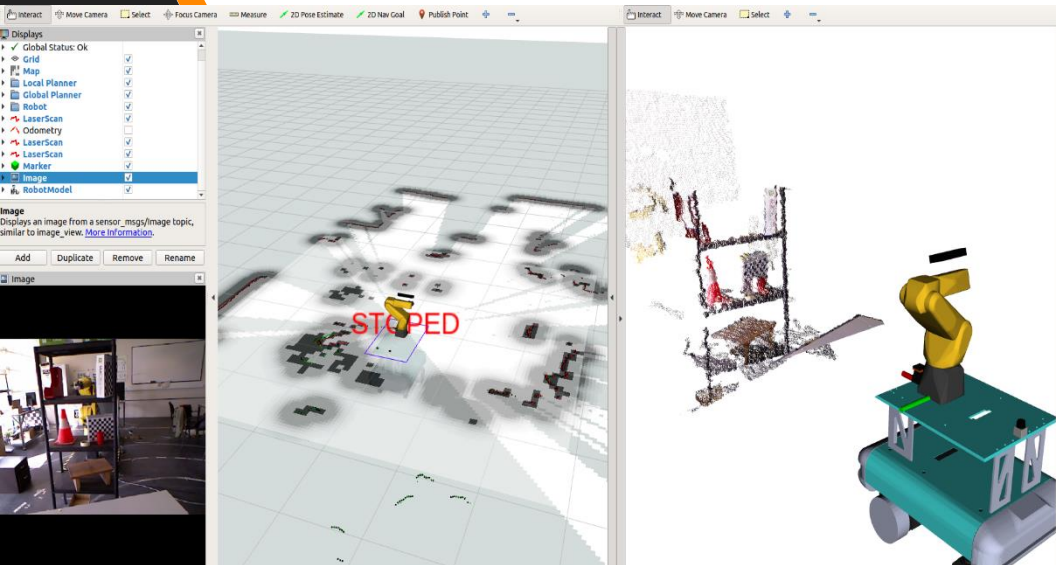 Interact Move Camera Select Focus Camera Measure 2D Pose Estimate 2D Nav Goal Publish Point
Interact Move Camera Select
Displays
Global Status: Ok
Grid
Map
Local Planner
Global Planner
Robot
LaserScan
Odometry
LaserScan
LaserScan
Marker
Image
RobotModel
Image
Displays an image from a sensor_msgs/Image topic,
similar to image_view. More Information.
Add Duplicate Remove Rename
Image
STOPED